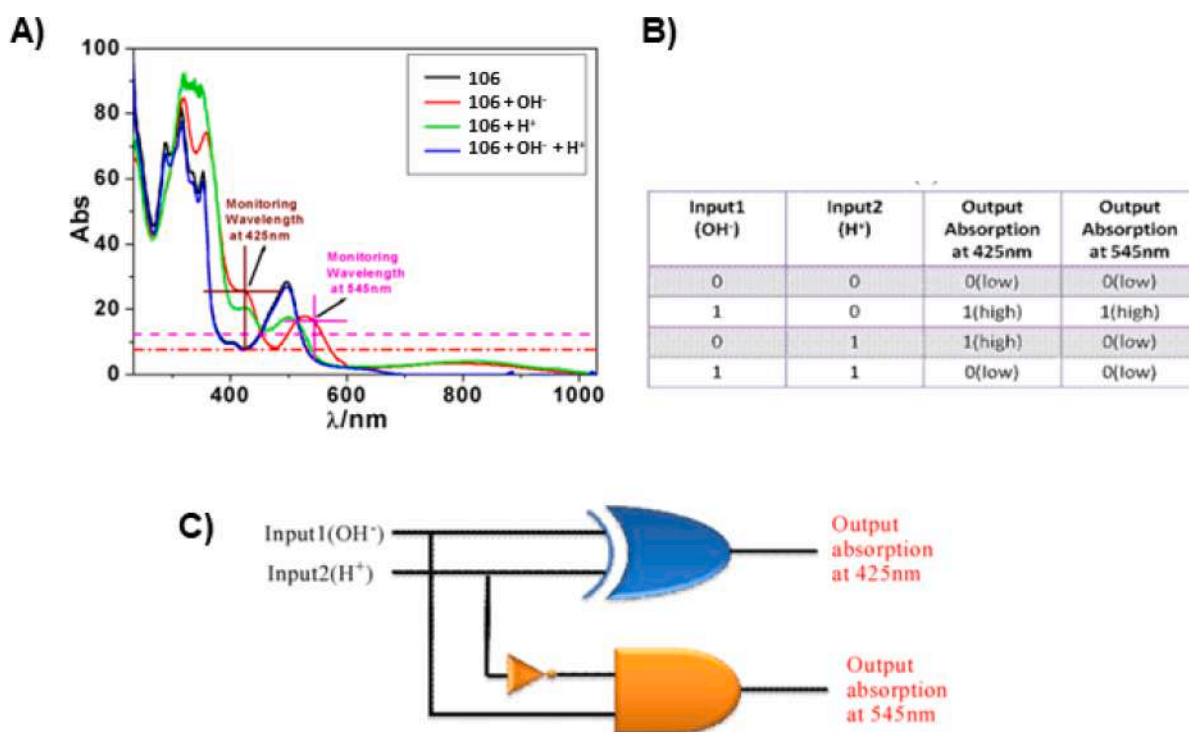 A)
100
80
60
40
20
0
Abs
400
600
800
1000
λ/nm
106
106 + OH⁻
106 + H⁺
106 + OH⁻ + H⁺
Monitoring
Wavelength
at 425nm
Monitoring
Wavelength
at 545nm
B)
Input1 (OH⁻) Input2 (H⁺) Output Absorption at 425nm Output Absorption at 545nm
0 0 0(low) 0(low)
1 0 1(high) 1(high)
0 1 1(high) 0(low)
1 1 0(low) 0(low)
C)
Input1(OH⁻)
Input2(H⁺)
Output
absorption
at 425nm
Output
absorption
at 545nm